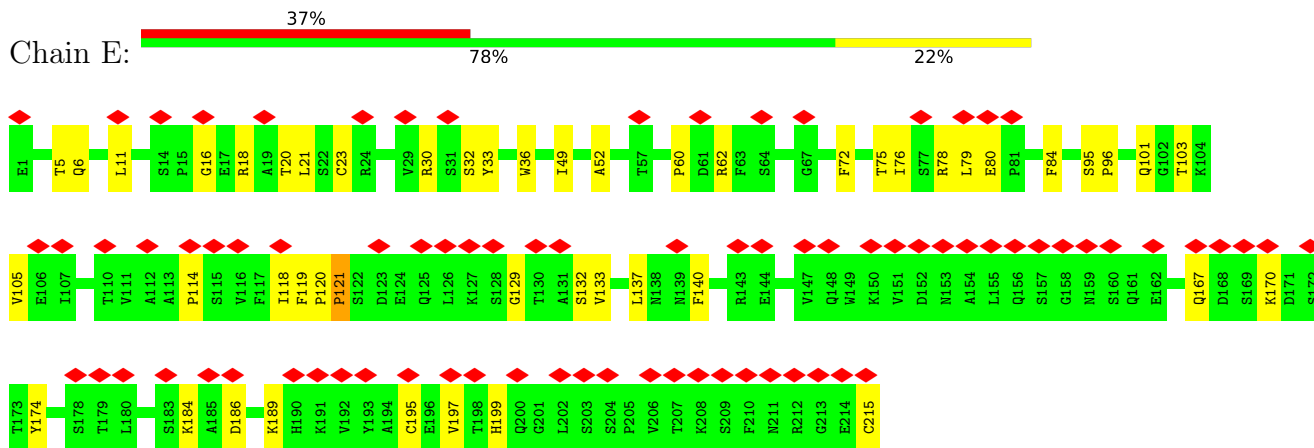 37%
Chain E:
78% 22%
E1 T5 Q6 L11 S14 P15 G16 E17 R18 A19 T20 L21 S22 C23 R24 V29 R30 S31 S32 Y33 W36 I49 A52 T57 P60 D61 R62 F63 S64 G67 F72 T75 I76 S77 R78 L79 E80 P81 F84 S95 P96 Q101 G102 T103 K104
V105 E106 I107 T110 V111 A112 A113 P114 S115 V116 F117 I118 F119 P120 P121 S122 D123 E124 Q125 L126 K127 S128 G129 T130 A131 S132 V133 L137 N138 N139 F140 R143 E144 V147 Q148 W149 K150 V151 D152 N153 A154 L155 Q156 S157 G158 N159 S160 Q161 E162 Q167 D168 S169 K170 D171 S172
T173 Y174 S178 T179 L180 S183 K184 A185 D186 K189 H190 K191 V192 Y193 A194 C195 E196 V197 T198 H199 Q200 G201 L202 S203 S204 P205 V206 T207 K208 S209 F210 N211 R212 G213 E214 C215